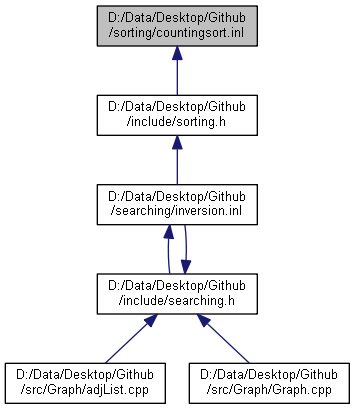 D:/Data/Desktop/Github
/sorting/countingsort.inl
D:/Data/Desktop/Github
/include/sorting.h
D:/Data/Desktop/Github
/searching/inversion.inl
D:/Data/Desktop/Github
/include/searching.h
D:/Data/Desktop/Github
/src/Graph/adjList.cpp
D:/Data/Desktop/Github
/src/Graph/Graph.cpp